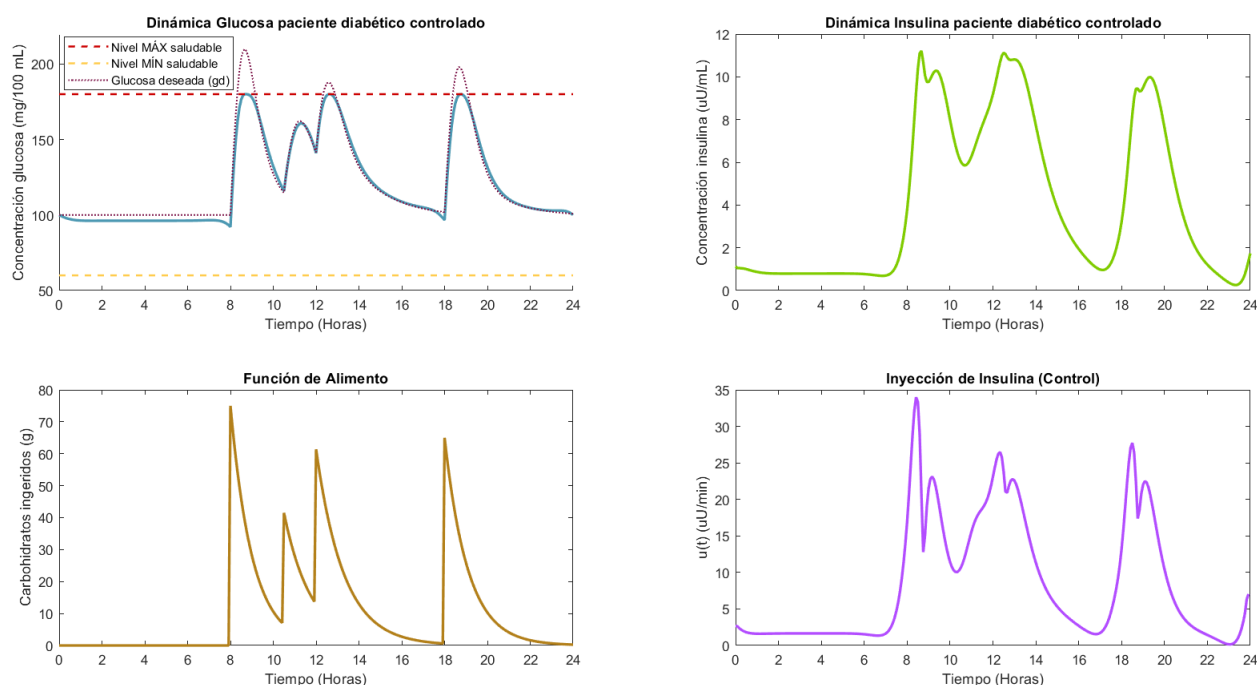 Dinámica Glucosa paciente diabético controlado
Nivel MÁX saludable
Nivel MÍN saludable
Glucosa deseada (gd)
Concentración glucosa (mg/100 mL)
200
150
100
50
0 2 4 6 8 10 12 14 16 18 20 22 24
Tiempo (Horas)
Dinámica Insulina paciente diabético controlado
Concentración insulina (uU/mL)
12
10
8
6
4
2
0
0 2 4 6 8 10 12 14 16 18 20 22 24
Tiempo (Horas)
Función de Alimento
Carbohidratos ingeridos (g)
80
70
60
50
40
30
20
10
0
0 2 4 6 8 10 12 14 16 18 20 22 24
Tiempo (Horas)
Inyección de Insulina (Control)
u(t) (uU/min)
35
30
25
20
15
10
5
0
0 2 4 6 8 10 12 14 16 18 20 22 24
Tiempo (Horas)